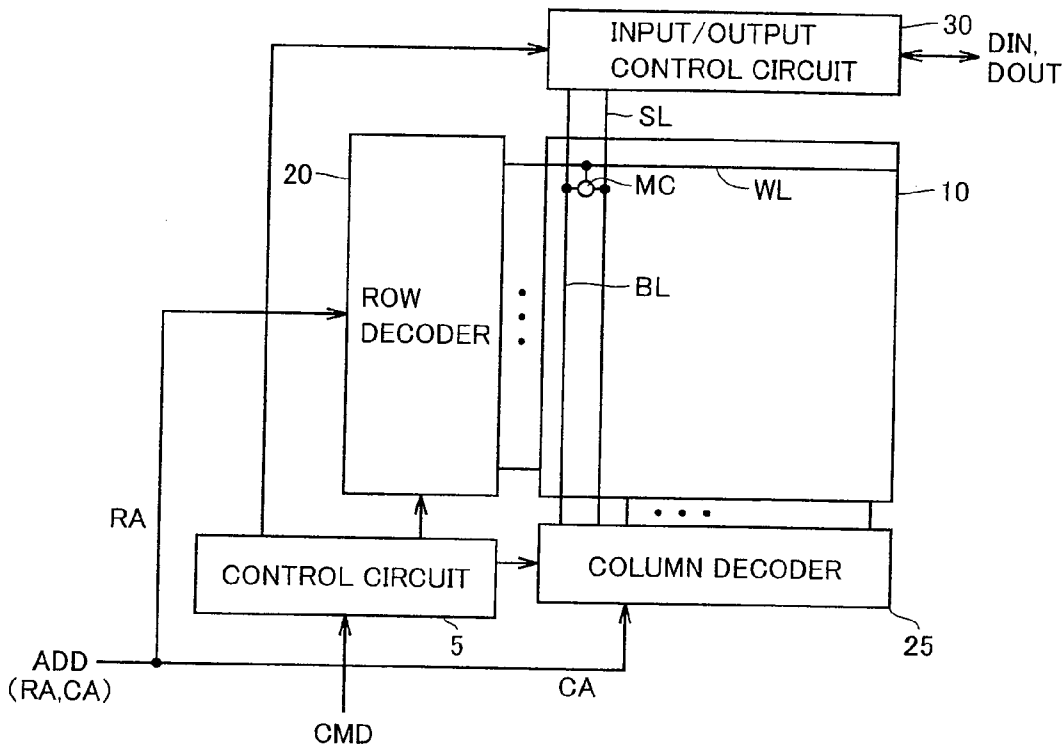 INPUT/OUTPUT
CONTROL CIRCUIT
30
DIN,
DOUT
SL
20
MC
WL
10
BL
ROW
DECODER
RA
CONTROL CIRCUIT
COLUMN DECODER
5
25
ADD
(RA,CA)
CA
CMD